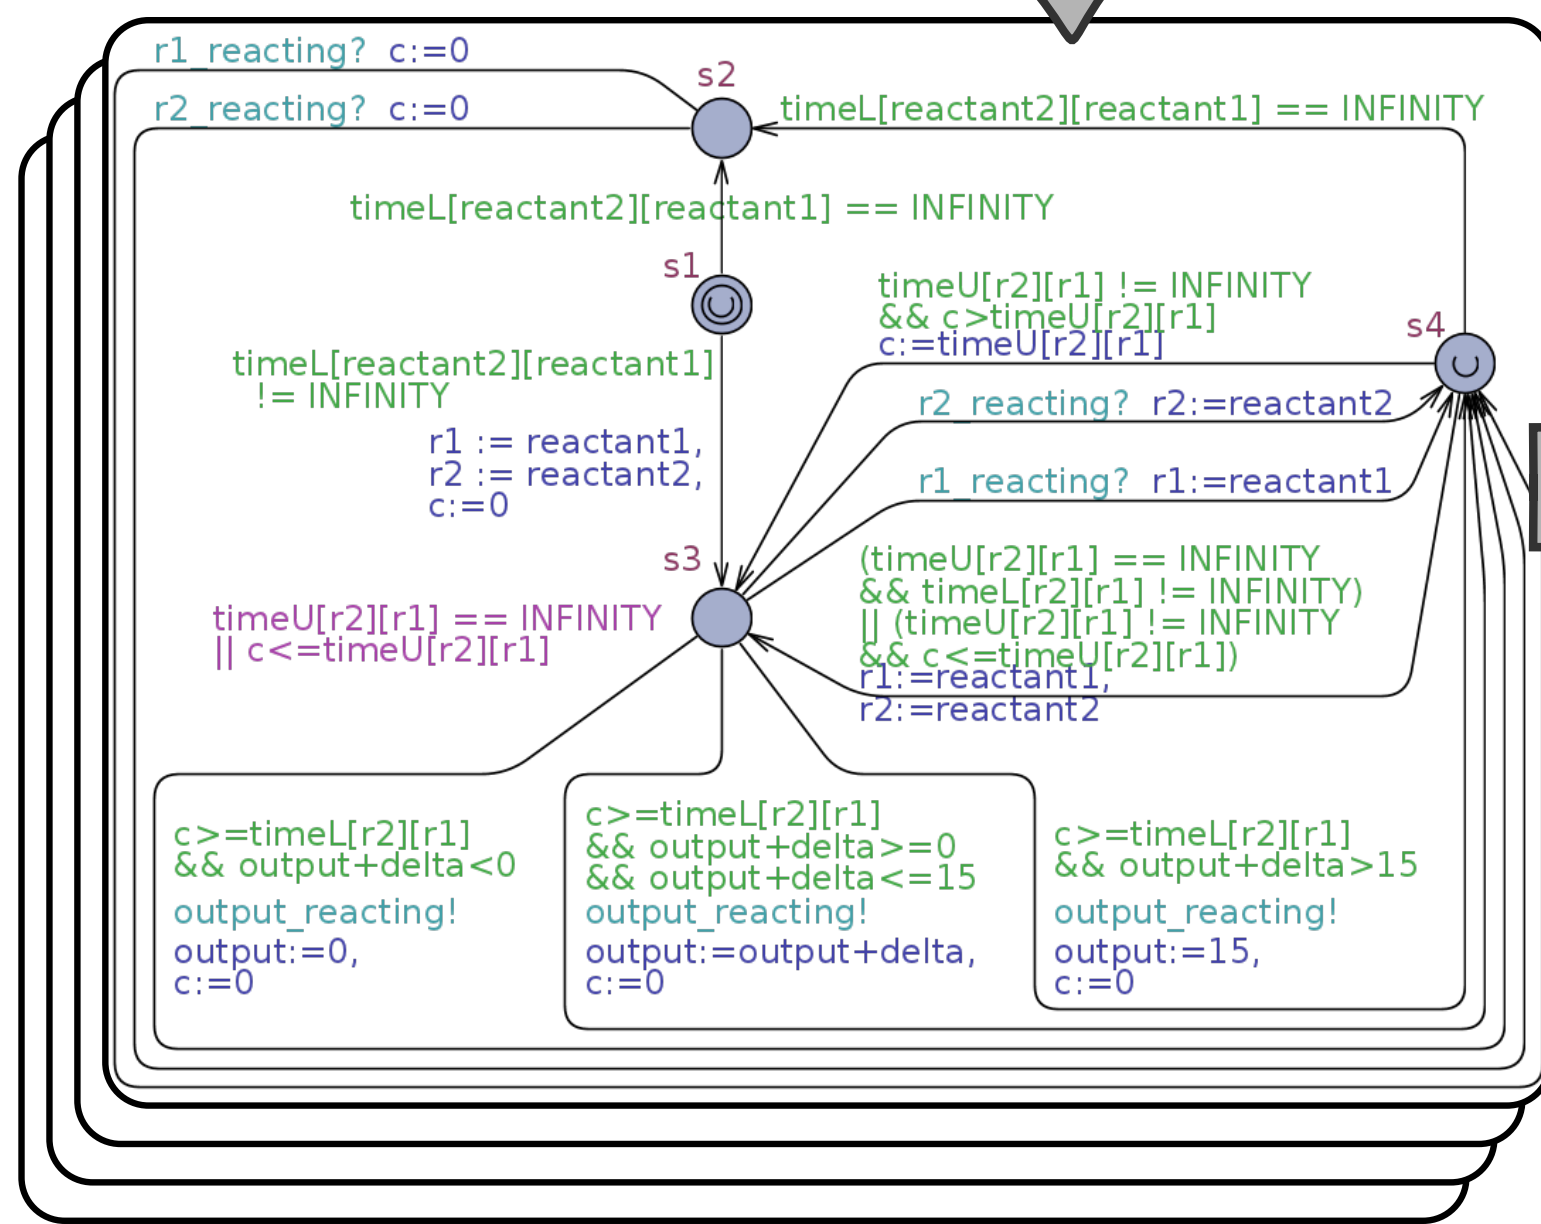 r1_reacting? c:=0
s2
r2_reacting? c:=0
timeL[reactant2][reactant1] == INFINITY
timeL[reactant2][reactant1] == INFINITY
s1
timeU[r2][r1] != INFINITY
&& c>timeU[r2][r1]
c:=timeU[r2][r1]
s4
timeL[reactant2][reactant1]
!= INFINITY
r1 := reactant1,
r2 := reactant2,
c:=0
r2_reacting? r2:=reactant2
r1_reacting? r1:=reactant1
s3
timeU[r2][r1] == INFINITY
|| c<=timeU[r2][r1]
(timeU[r2][r1] == INFINITY
&& timeL[r2][r1] != INFINITY)
|| (timeU[r2][r1] != INFINITY
&& c<=timeU[r2][r1])
r1:=reactant1,
r2:=reactant2
c>=timeL[r2][r1]
&& output+delta<0
output_reacting!
output:=0,
c:=0
c>=timeL[r2][r1]
&& output+delta>=0
&& output+delta<=15
output_reacting!
output:=output+delta,
c:=0
c>=timeL[r2][r1]
&& output+delta>15
output_reacting!
output:=15,
c:=0